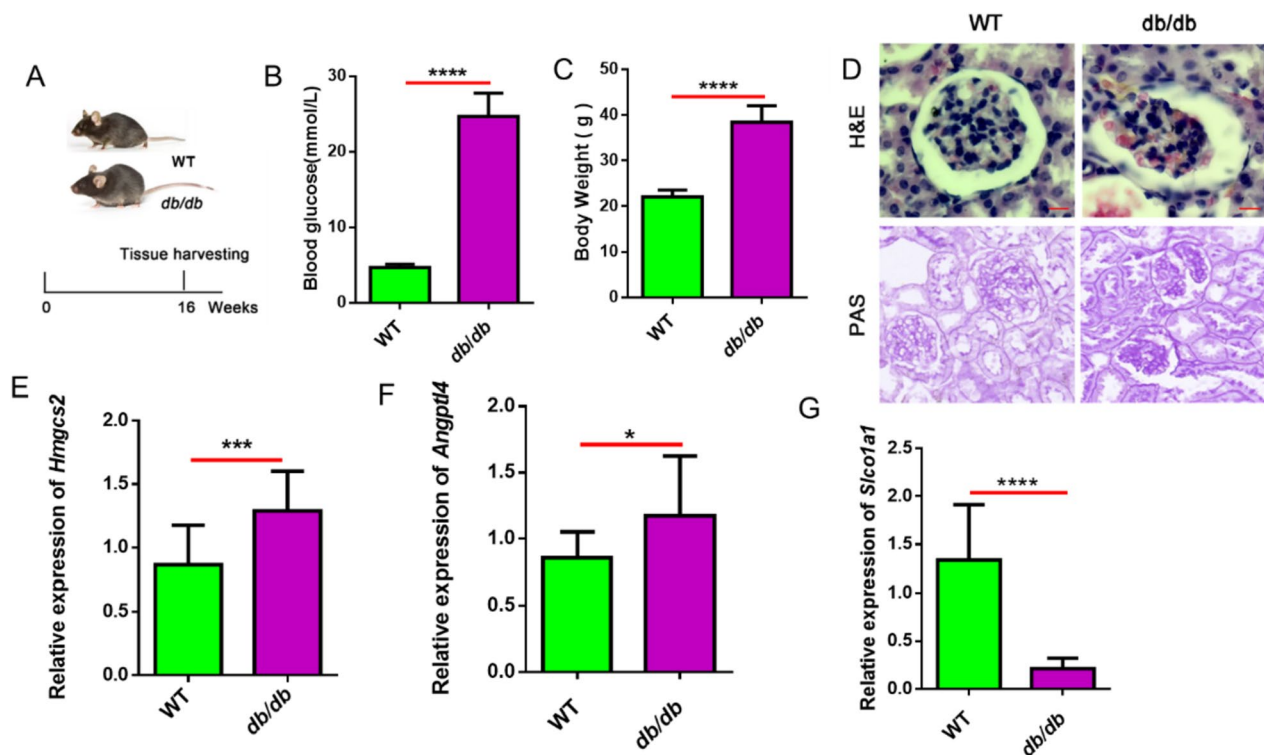 A
WT
db/db
Tissue harvesting
0
16
Weeks
B
Blood glucose(mmol/L)
30
20
10
0
****
WT
db/db
C
Body Weight ( g )
50
40
30
20
10
0
****
WT
db/db
D
WT
db/db
H&E
PAS
E
Relative expression of Hmgcs2
2.0
1.5
1.0
0.5
0.0
***
WT
db/db
F
Relative expression of Angptl4
2.0
1.5
1.0
0.5
0.0
*
WT
db/db
G
Relative expression of Slco1a1
2.5
2.0
1.5
1.0
0.5
0.0
****
WT
db/db